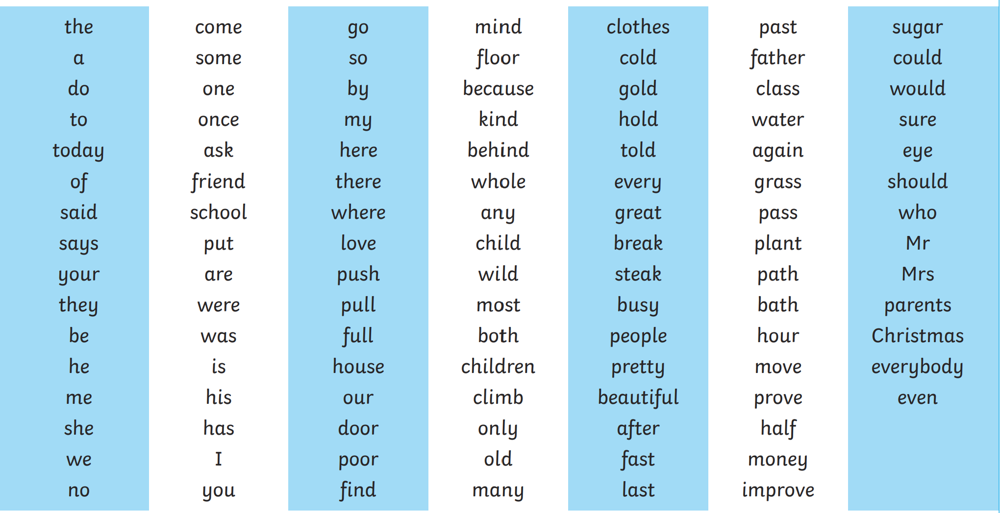 the come go mind clothes past sugar
a some so floor cold father could
do one by because gold class would
to once my kind hold water sure
today ask here behind told again eye
of friend there whole every grass should
said school where any great pass who
says put love child break plant Mr
your are push wild steak path Mrs
they were pull most busy bath parents
be was full both people hour Christmas
he is house children pretty move everybody
me his our climb beautiful prove even
she has door only after half
we I poor old fast money
no you find many last improve